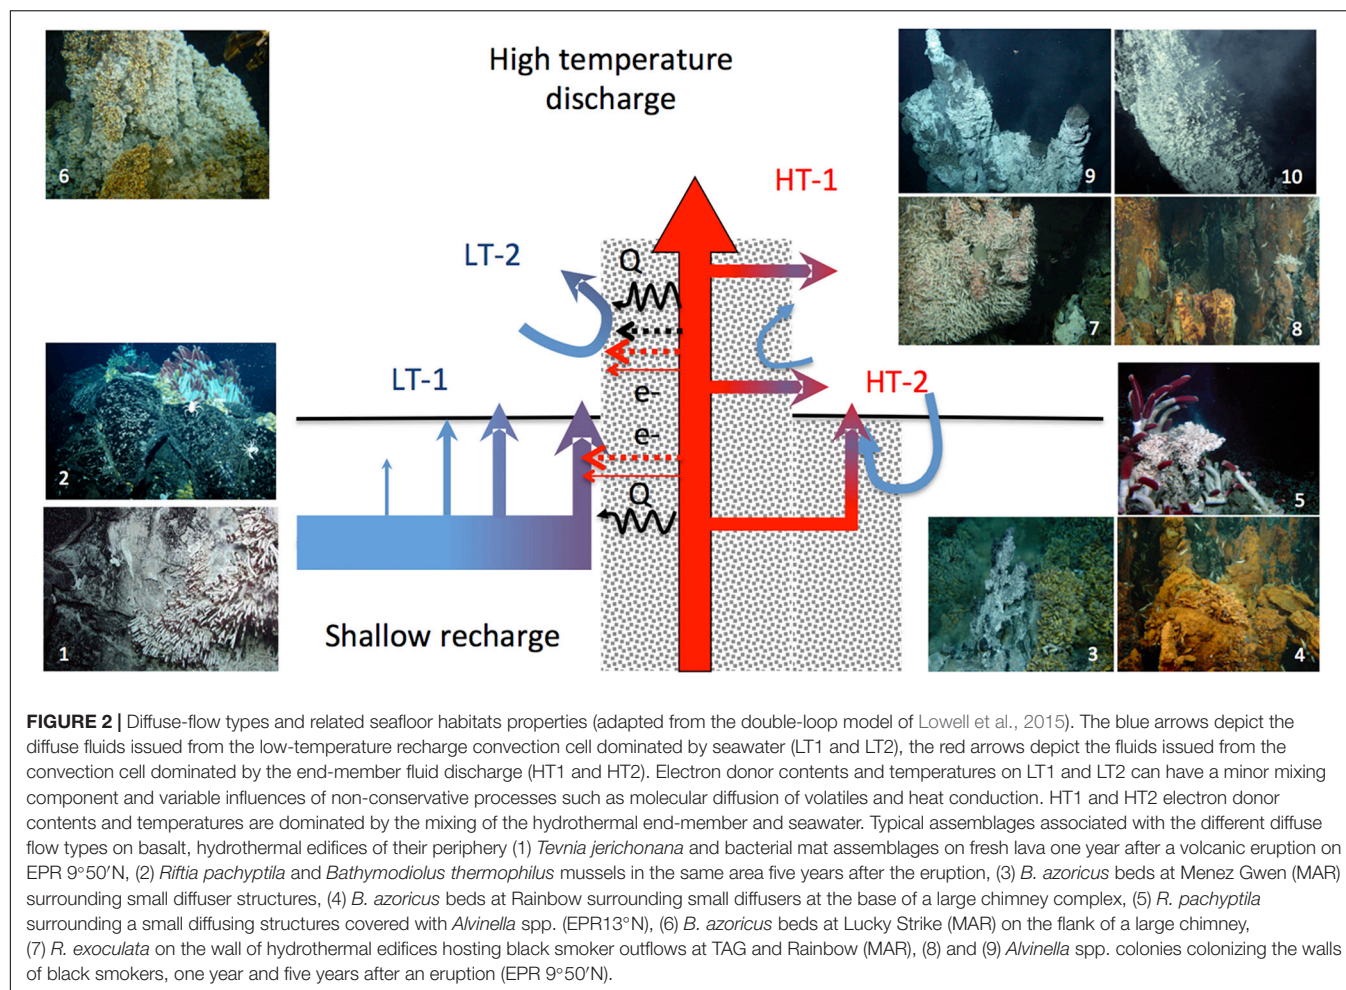 High temperature
discharge
6
9
10
HT-1
LT-2
Q
7
8
LT-1
HT-2
e-
e-
2
5
Q
Shallow recharge
1
3
4
FIGURE 2 | Diffuse-flow types and related seafloor habitats properties (adapted from the double-loop model of Lowell et al., 2015). The blue arrows depict the
diffuse fluids issued from the low-temperature recharge convection cell dominated by seawater (LT1 and LT2), the red arrows depict the fluids issued from the
convection cell dominated by the end-member fluid discharge (HT1 and HT2). Electron donor contents and temperatures on LT1 and LT2 can have a minor mixing
component and variable influences of non-conservative processes such as molecular diffusion of volatiles and heat conduction. HT1 and HT2 electron donor
contents and temperatures are dominated by the mixing of the hydrothermal end-member and seawater. Typical assemblages associated with the different diffuse
flow types on basalt, hydrothermal edifices of their periphery (1) Tevnia jerichonana and bacterial mat assemblages on fresh lava one year after a volcanic eruption on
EPR 9°50′N, (2) Riftia pachyptila and Bathymodiolus thermophilus mussels in the same area five years after the eruption, (3) B. azoricus beds at Menez Gwen (MAR)
surrounding small diffuser structures, (4) B. azoricus beds at Rainbow surrounding small diffusers at the base of a large chimney complex, (5) R. pachyptila
surrounding a small diffusing structures covered with Alvinella spp. (EPR13°N), (6) B. azoricus beds at Lucky Strike (MAR) on the flank of a large chimney,
(7) R. exoculata on the wall of hydrothermal edifices hosting black smoker outflows at TAG and Rainbow (MAR), (8) and (9) Alvinella spp. colonies colonizing the walls
of black smokers, one year and five years after an eruption (EPR 9°50′N).